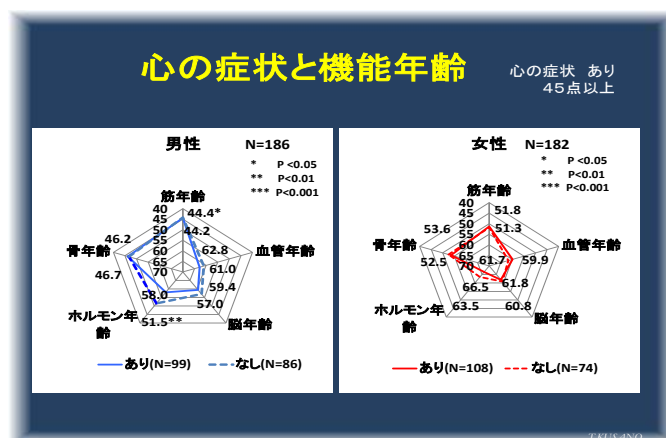 心の症状と機能年齢
心の症状 あり
45点以上
男性 N=186
* P <0.05
** P<0.01
*** P<0.001
筋年齢
40
45
50
55
60
65
70
44.4*
44.2
62.8
血管年齢
61.0
59.4
57.0
脳年齢
58.0
51.5**
ホルモン年
齢
46.2
骨年齢
46.7
あり(N=99)
なし(N=86)
女性 N=182
* P <0.05
** P<0.01
*** P<0.001
筋年齢
40
45
50
55
60
65
70
51.8
51.3
61.7
血管年齢
59.9
61.8
60.8
脳年齢
66.5
63.5
ホルモン年
齢
53.6
骨年齢
52.5
あり(N=108)
なし(N=74)
T.KUSANO